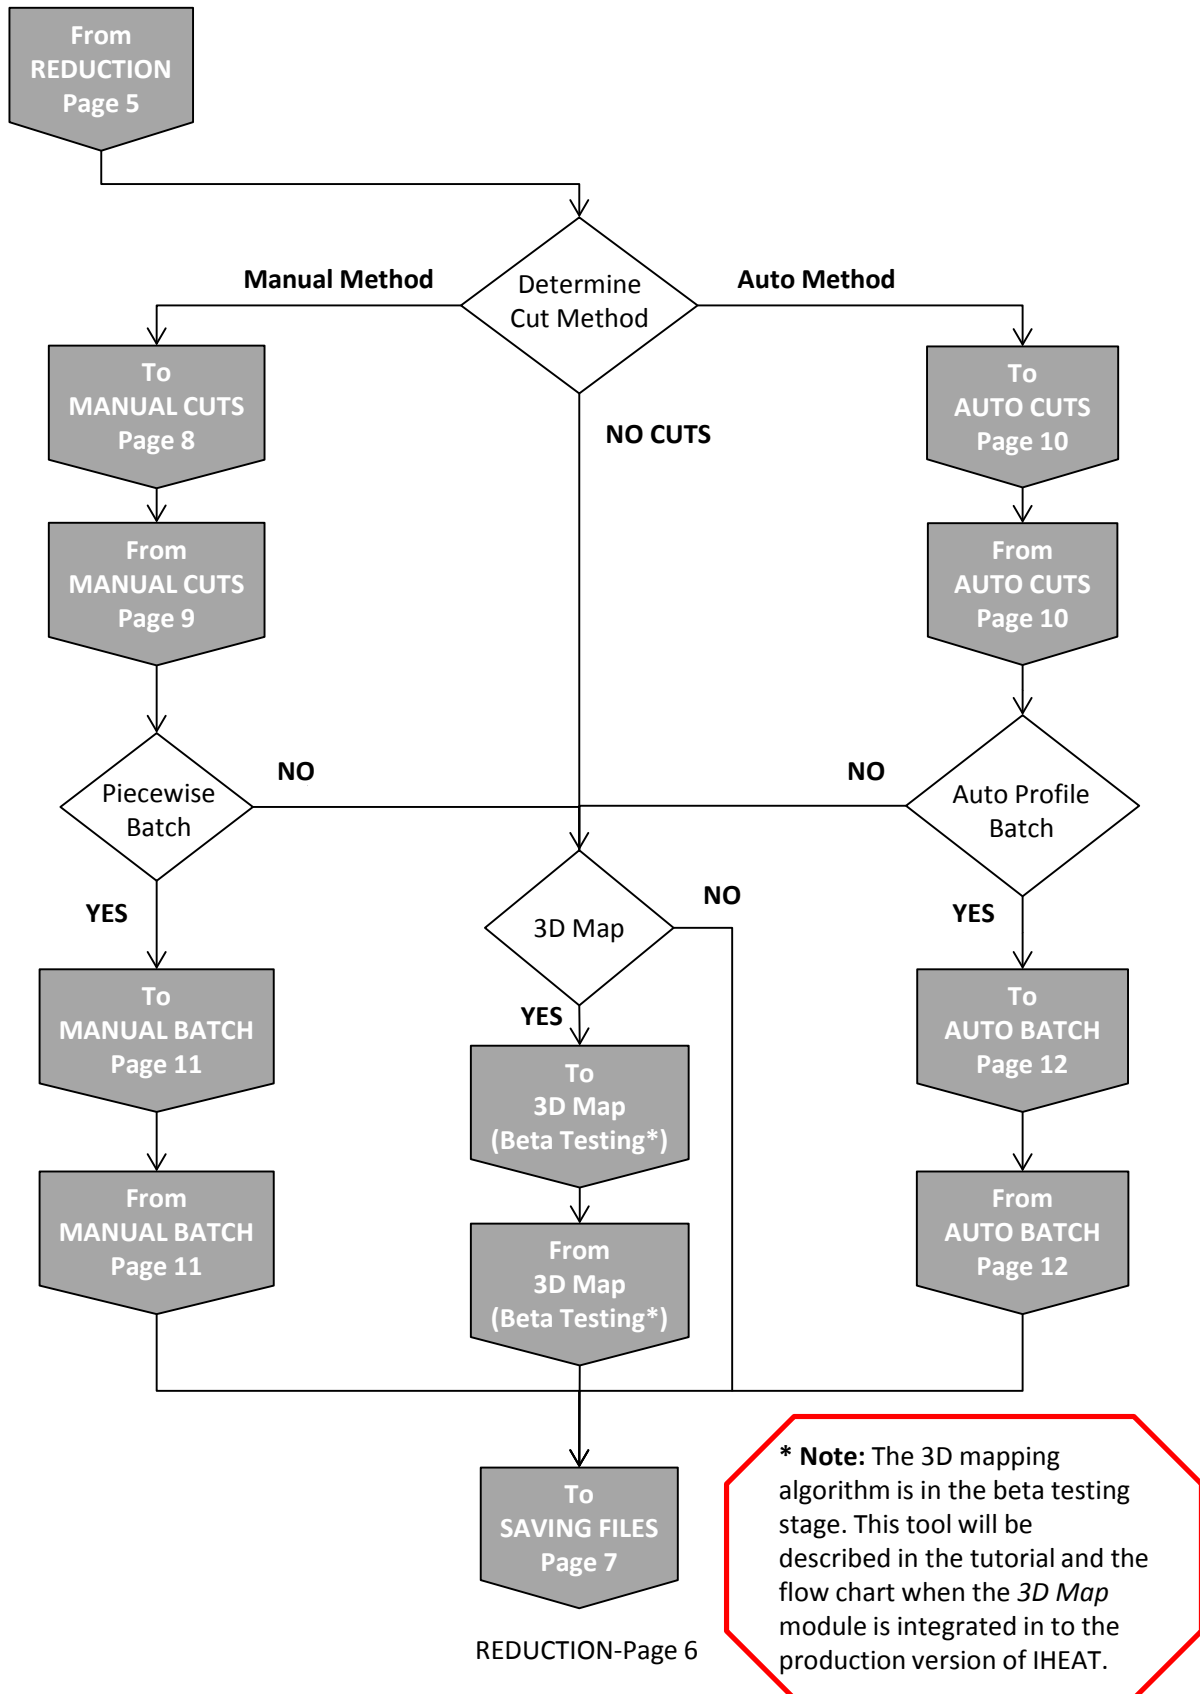 From
REDUCTION
Page 5
Determine
Cut Method
Manual Method
Auto Method
NO CUTS
To
MANUAL CUTS
Page 8
To
AUTO CUTS
Page 10
From
MANUAL CUTS
Page 9
From
AUTO CUTS
Page 10
Piecewise
Batch
NO
NO
Auto Profile
Batch
YES
3D Map
NO
YES
YES
To
MANUAL BATCH
Page 11
To
3D Map
(Beta Testing*)
To
AUTO BATCH
Page 12
From
MANUAL BATCH
Page 11
From
3D Map
(Beta Testing*)
From
AUTO BATCH
Page 12
To
SAVING FILES
Page 7
* Note: The 3D mapping
algorithm is in the beta testing
stage. This tool will be
described in the tutorial and the
flow chart when the 3D Map
module is integrated in to the
production version of IHEAT.
REDUCTION-Page 6